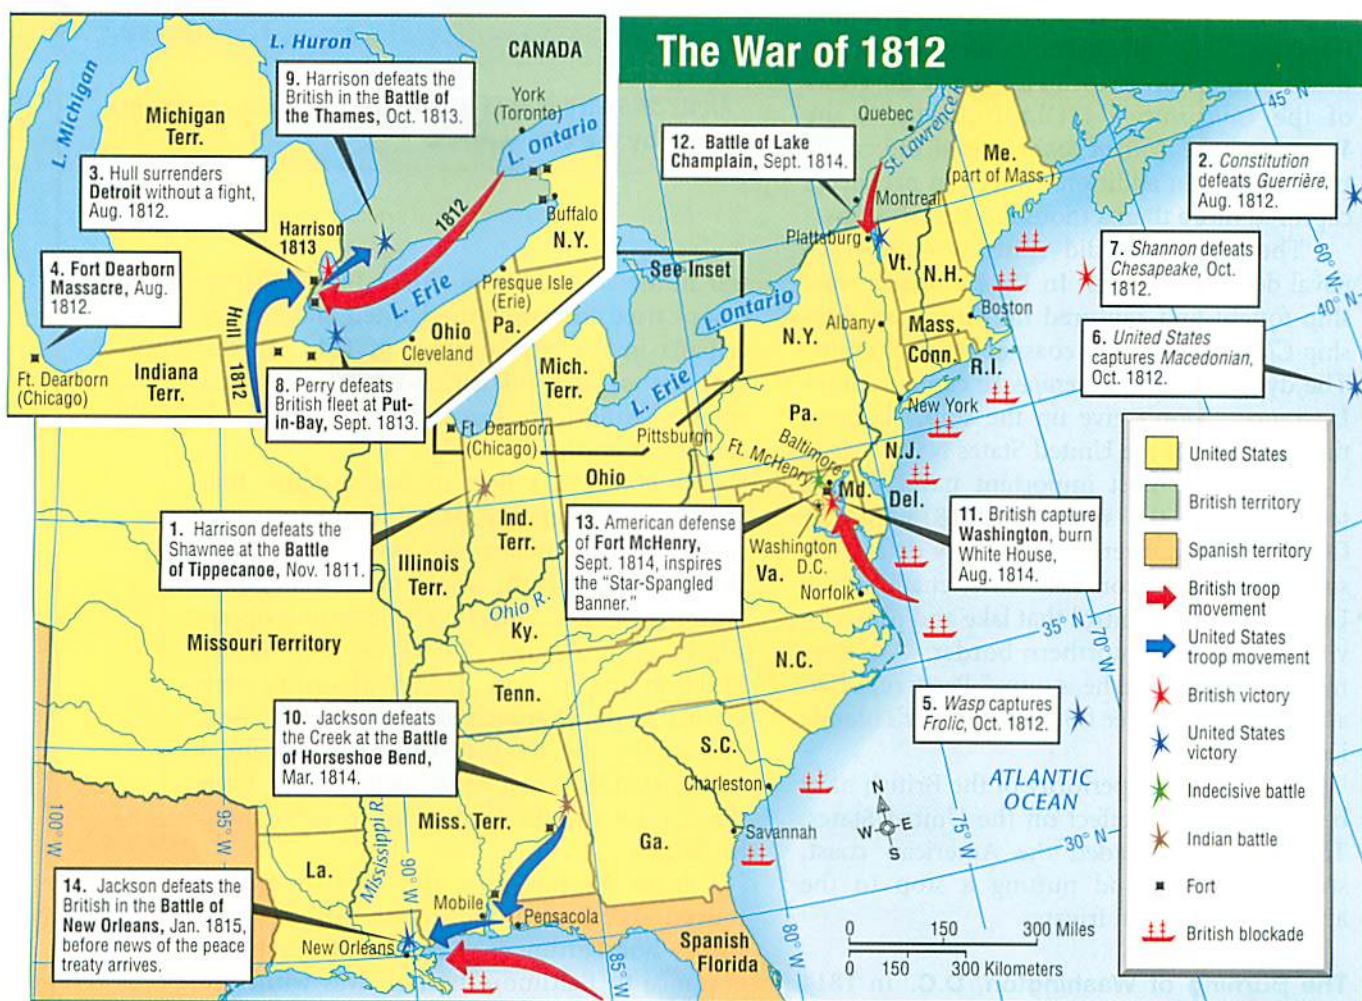 The War of 1812
L. Huron
CANADA
L. Michigan
Michigan
Terr.
9. Harrison defeats the
British in the Battle of
the Thames, Oct. 1813.
York
(Toronto)
L. Ontario
3. Hull surrenders
Detroit without a fight,
Aug. 1812.
Harrison
1813
1812
Buffalo
N.Y.
4. Fort Dearborn
Massacre, Aug.
1812.
Hull
1812
L. Erie
Presque Isle
(Erie)
Pa.
Ohio
Cleveland
Ft. Dearborn
(Chicago)
Indiana
Terr.
8. Perry defeats
British fleet at Put-
in-Bay, Sept. 1813.
12. Battle of Lake
Champlain, Sept. 1814.
Quebec
St. Lawrence R.
Me.
(part of Mass.)
45° N
2. Constitution
defeats Guerrière,
Aug. 1812.
Montreal
Plattsburg
Vt.
N.H.
60° W
40° N
7. Shannon defeats
Chesapeake, Oct.
1812.
See Inset
L. Ontario
N.Y.
Albany
Boston
Mass.
Conn.
R.I.
6. United States
captures Macedonian,
Oct. 1812.
Mich.
Terr.
L. Erie
Pa.
New York
Ft. Dearborn
(Chicago)
Pittsburgh
Baltimore
Ft. McHenry
N.J.
Md.
Del.
Ohio
1. Harrison defeats the
Shawnee at the Battle
of Tippecanoe, Nov. 1811.
Illinois
Terr.
Ind.
Terr.
13. American defense
of Fort McHenry,
Sept. 1814, inspires
the “Star-Spangled
Banner.”
Washington
D.C.
Va.
Norfolk
11. British capture
Washington, burn
White House,
Aug. 1814.
Ohio R.
Ky.
Missouri Territory
N.C.
35° N
70° W
Tenn.
10. Jackson defeats
the Creek at the Battle
of Horseshoe Bend,
Mar. 1814.
5. Wasp captures
Frolic, Oct. 1812.
S.C.
Charleston
ATLANTIC
OCEAN
N
W
E
S
100° W
95° W
Mississippi R.
90° W
Miss. Terr.
Ga.
Savannah
75° W
30° N
La.
14. Jackson defeats the
British in the Battle of
New Orleans, Jan. 1815,
before news of the peace
treaty arrives.
Mobile
Pensacola
New Orleans
85° W
Spanish
Florida
80° W
0 150 300 Miles
0 150 300 Kilometers
United States
British territory
Spanish territory
British troop
movement
United States
troop movement
British victory
United States
victory
Indecisive battle
Indian battle
Fort
British blockade